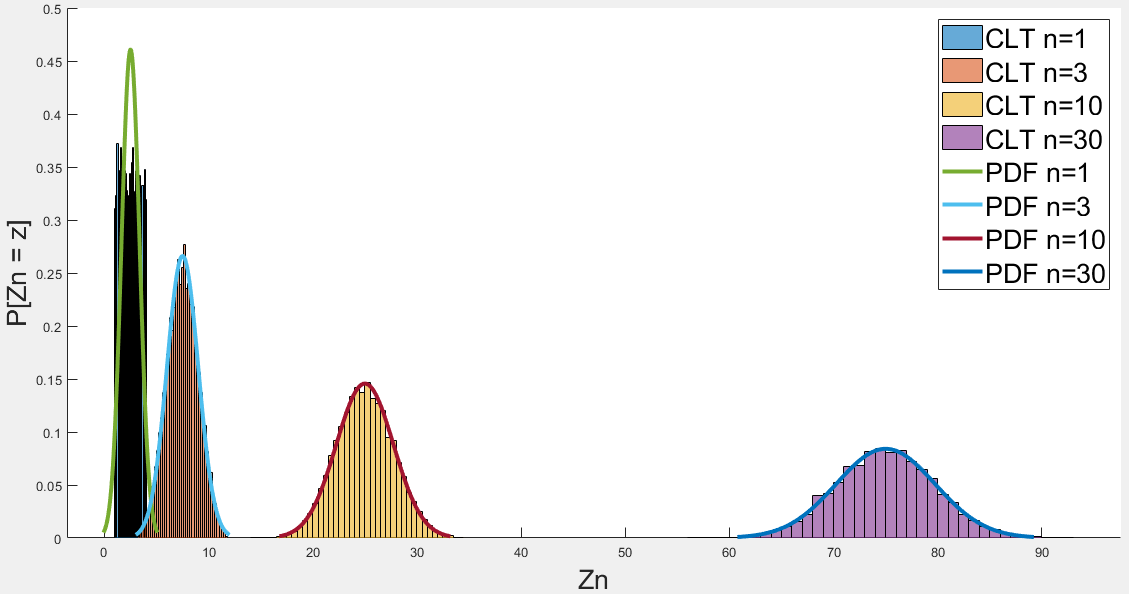 0.5
0.45
0.4
0.35
0.3
0.25
0.2
0.15
0.1
0.05
0
P[Zn = z]
CLT n=1
CLT n=3
CLT n=10
CLT n=30
PDF n=1
PDF n=3
PDF n=10
PDF n=30
0 10 20 30 40 50 60 70 80 90
Zn